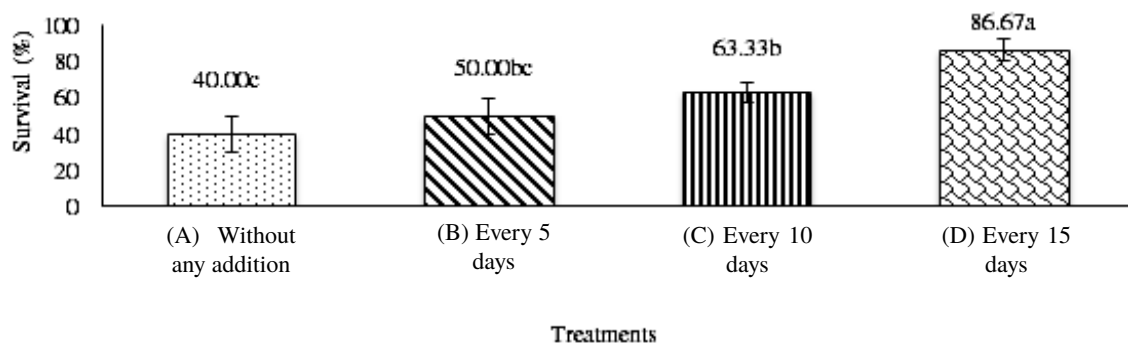 Survival (%)
100
80
60
40
20
0
40.00c
50.00bc
63.33b
86.67a
(A) Without
any addition
(B) Every 5
days
(C) Every 10
days
(D) Every 15
days
Treatments